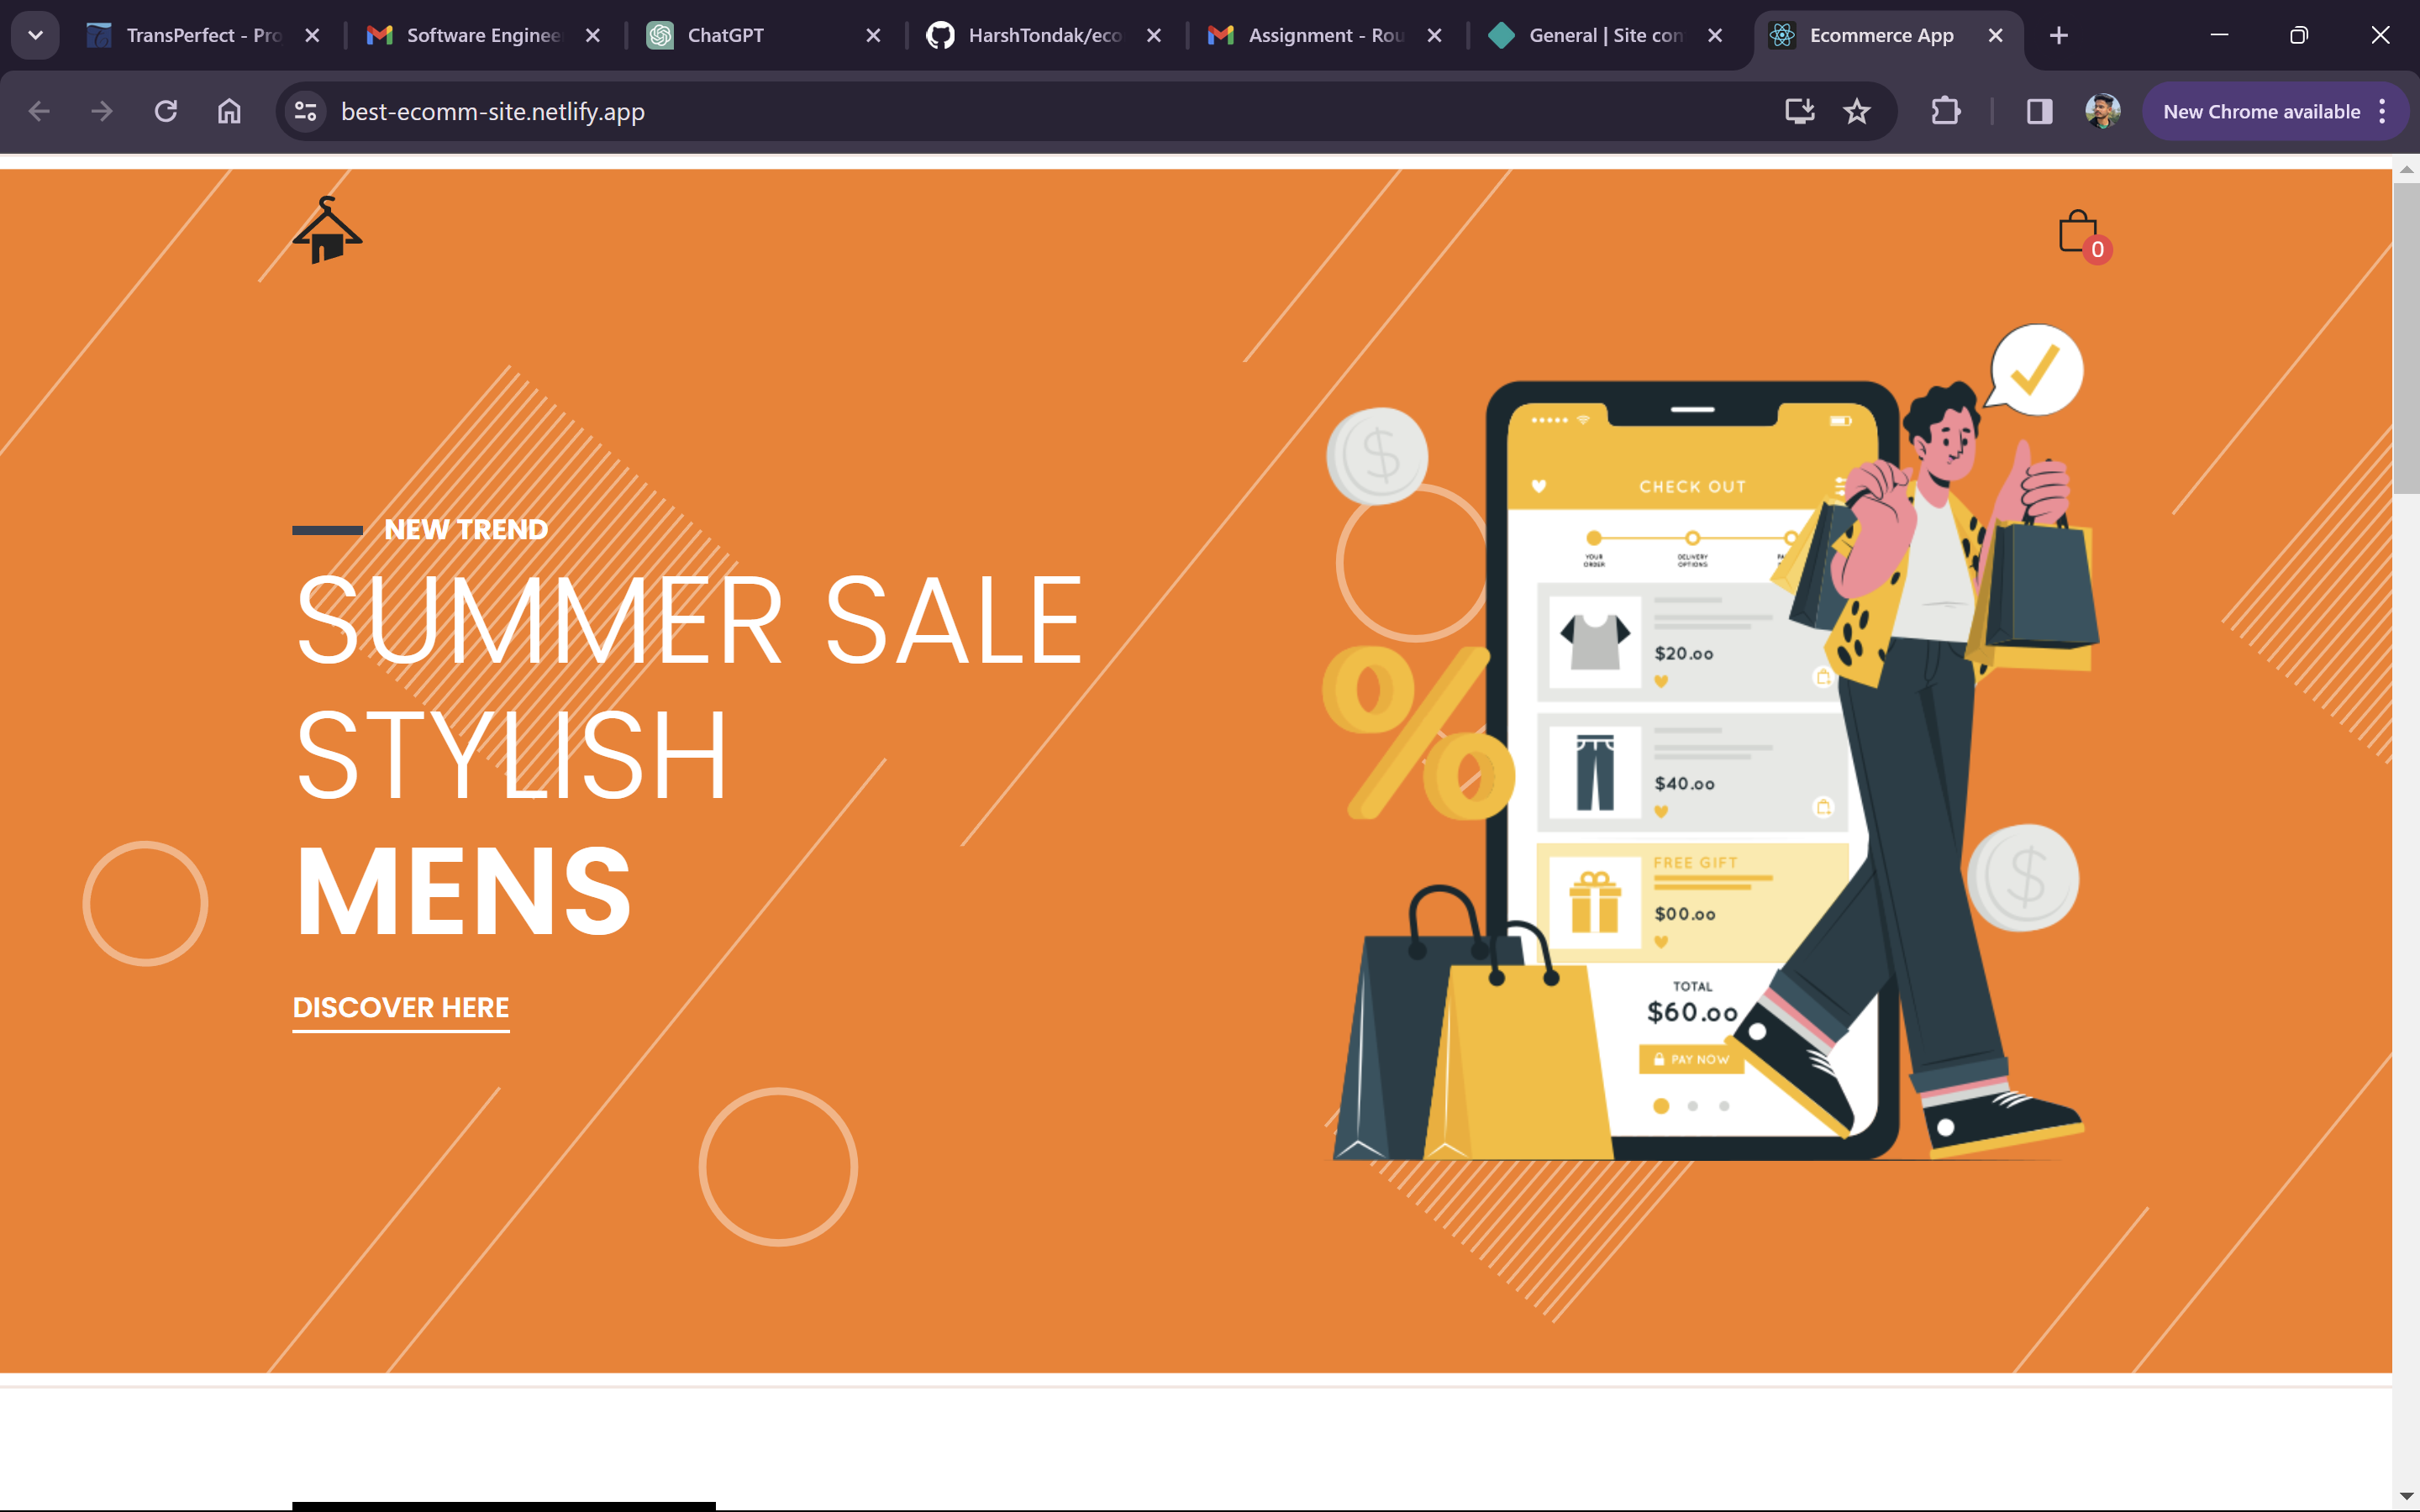 TransPerfect - Pro
Software Enginee
ChatGPT
HarshTondak/eco
Assignment - Rou
General | Site con
Ecommerce App
best-ecomm-site.netlify.app
New Chrome available
0
NEW TREND
SUMMER SALE
STYLISH
MENS
DISCOVER HERE
$
CHECK OUT
YOUR
ORDER
DELIVERY
OPTIONS
PA
$20.00
%
$40.00
FREE GIFT
$00.00
$
TOTAL
$60.00
PAY NOW